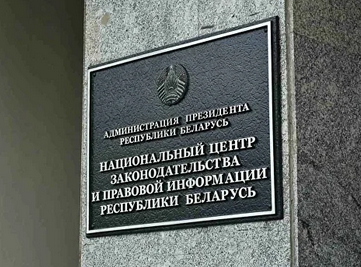 АДМИНИСТРАЦИЯ ПРЕЗИДЕНТА
РЕСПУБЛИКИ БЕЛАРУСЬ
НАЦИОНАЛЬНЫЙ ЦЕНТР
ЗАКОНОДАТЕЛЬСТВА
И ПРАВОВОЙ ИНФОРМАЦИИ
РЕСПУБЛИКИ БЕЛАРУСЬ